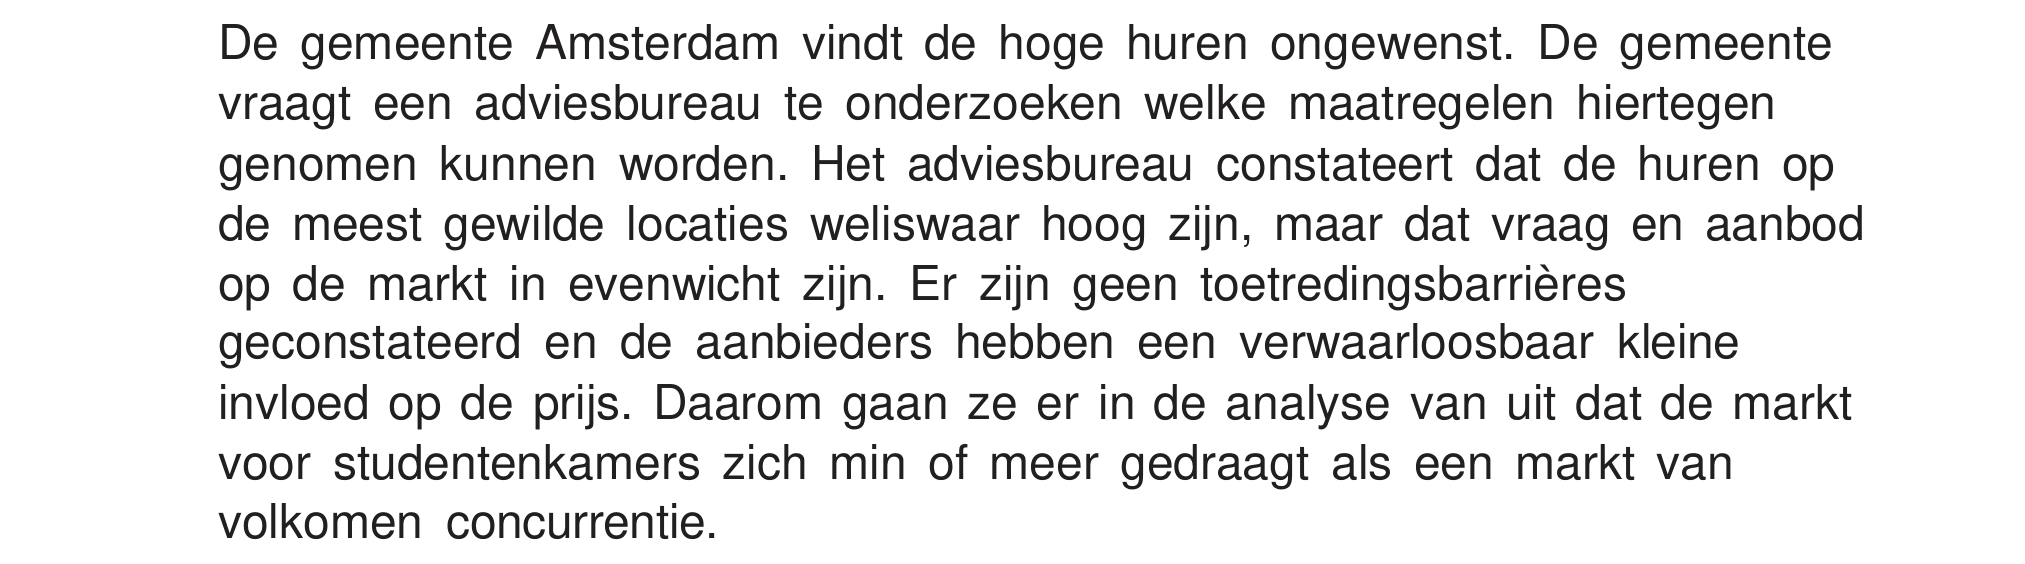 De gemeente Amsterdam vindt de hoge huren ongewenst. De gemeente
vraagt een adviesbureau te onderzoeken welke maatregelen hiertegen
genomen kunnen worden. Het adviesbureau constateert dat de huren op
de meest gewilde locaties weliswaar hoog zijn, maar dat vraag en aanbod
op de markt in evenwicht zijn. Er zijn geen toetredingsbarrières
geconstateerd en de aanbieders hebben een verwaarloosbaar kleine
invloed op de prijs. Daarom gaan ze er in de analyse van uit dat de markt
voor studentenkamers zich min of meer gedraagt als een markt van
volkomen concurrentie.